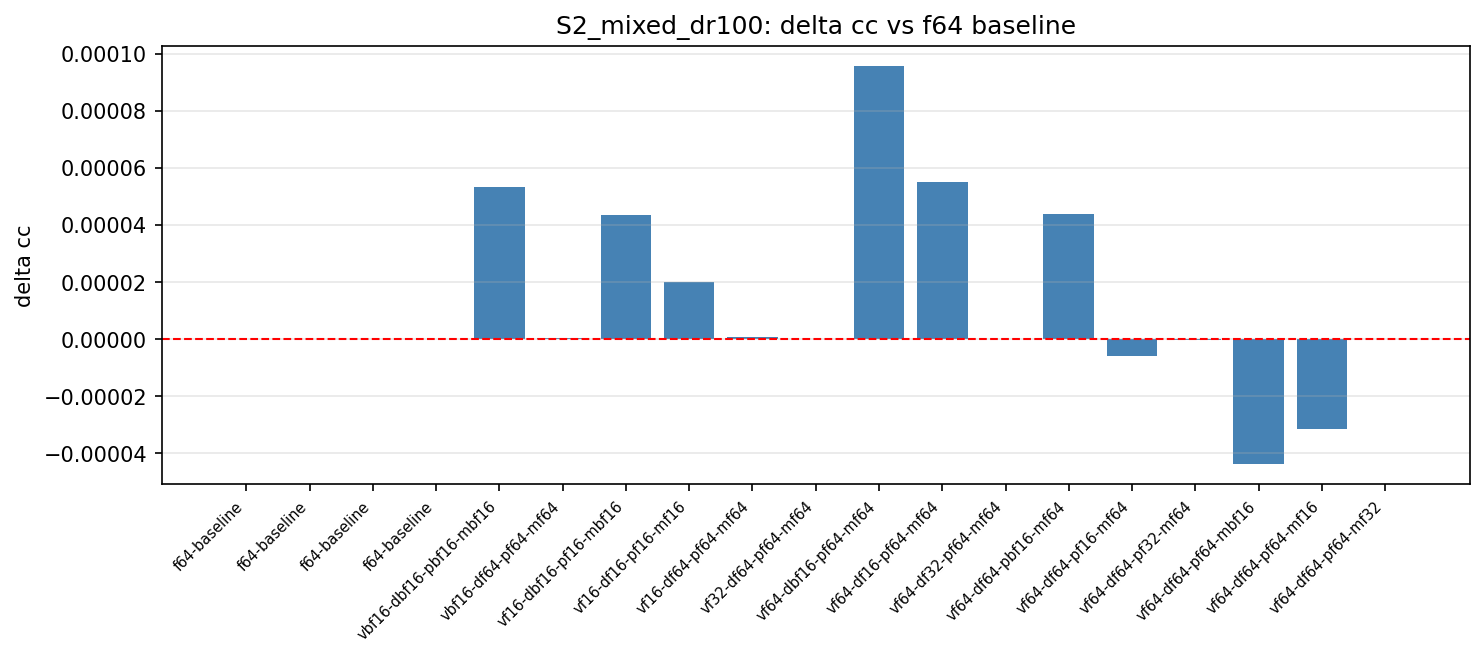 S2_mixed_dr100: delta cc vs f64 baseline
delta cc
0.00010
0.00008
0.00006
0.00004
0.00002
0.00000
−0.00002
−0.00004
f64-baseline
f64-baseline
f64-baseline
f64-baseline
vbf16-dbf16-pbf16-mbf16
vbf16-df64-pf64-mf64
vf16-dbf16-pf16-mbf16
vf16-df16-pf16-mf16
vf16-df64-pf64-mf64
vf32-df64-pf64-mf64
vf64-dbf16-pf64-mf64
vf64-df16-pf64-mf64
vf64-df32-pf64-mf64
vf64-df64-pbf16-mf64
vf64-df64-pf16-mf64
vf64-df64-pf32-mf64
vf64-df64-pf64-mbf16
vf64-df64-pf64-mf16
vf64-df64-pf64-mf32